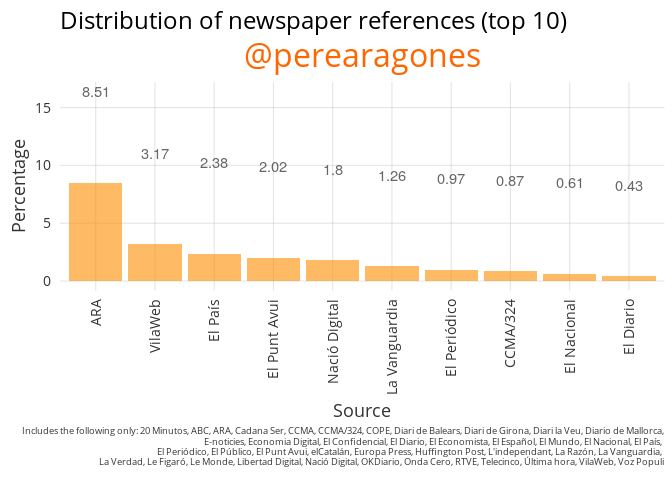 Distribution of newspaper references (top 10)
@perearagones
8.51
3.17
2.38
2.02
1.8
1.26
0.97
0.87
0.61
0.43
15
10
5
0
Percentage
ARA
VilaWeb
El País
El Punt Avui
Nació Digital
La Vanguardia
El Periódico
CCMA/324
El Nacional
El Diario
Source
Includes the following only: 20 Minutos, ABC, ARA, Cadana Ser, CCMA, CCMA/324, COPE, Diari de Balears, Diari de Girona, Diari la Veu, Diario de Mallorca,
E-noticies, Economia Digital, El Confidencial, El Diario, El Economista, El Español, El Mundo, El Nacional, El País,
El Periódico, El Público, El Punt Avui, elCatalán, Europa Press, Huffington Post, L'independant, La Razón, La Vanguardia,
La Verdad, Le Figaró, Le Monde, Libertad Digital, Nació Digital, OKDiario, Onda Cero, RTVE, Telecinco, Última hora, VilaWeb, Voz Populi